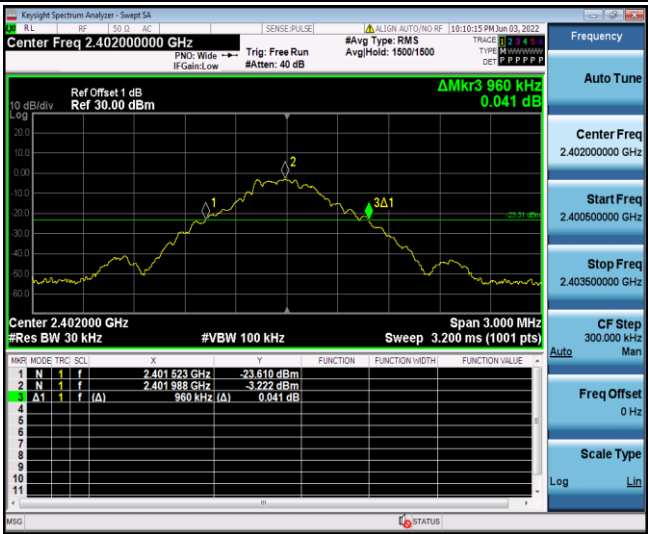 Keysight Spectrum Analyzer - Swept SA
RL RF 50 Ω AC SENSE:PULSE ALIGN AUTO/NO RF 10:10:15 PM Jun 03, 2022
Center Freq 2.402000000 GHz
PNO: Wide
IFGain:Low
Trig: Free Run
#Atten: 40 dB
#Avg Type: RMS
Avg|Hold: 1500/1500
TRACE 1 2 3 4 5 6
TYPE M WWWWW
DET P P P P P P
ΔMkr3 960 kHz
0.041 dB
Ref Offset 1 dB
10 dB/div Ref 30.00 dBm
Log
20.0
10.0
0.00
-10.0
-20.0
-30.0
-40.0
-50.0
-60.0
1
2
3Δ1
-23.31 dBm
Center 2.402000 GHz Span 3.000 MHz
#Res BW 30 kHz #VBW 100 kHz Sweep 3.200 ms (1001 pts)
MKR MODE TRC SCL X Y FUNCTION FUNCTION WIDTH FUNCTION VALUE
1 N 1 f 2.401 523 GHz -23.610 dBm
2 N 1 f 2.401 988 GHz -3.222 dBm
3 Δ1 1 f (Δ) 960 kHz (Δ) 0.041 dB
4
5
6
7
8
9
10
11
MSG STATUS
Frequency
Auto Tune
Center Freq
2.402000000 GHz
Start Freq
2.400500000 GHz
Stop Freq
2.403500000 GHz
CF Step
300.000 kHz
Auto Man
Freq Offset
0 Hz
Scale Type
Log Lin